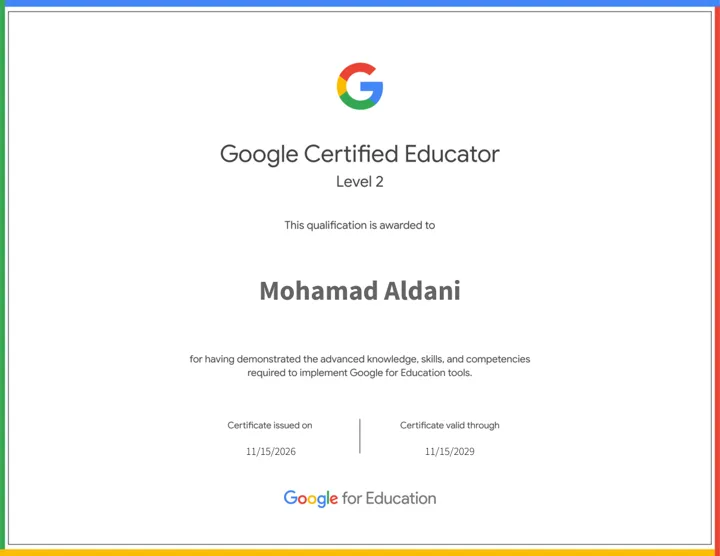 Google Certified Educator
Level 2
This qualification is awarded to
Mohamad Aldani
for having demonstrated the advanced knowledge, skills, and competencies
required to implement Google for Education tools.
Certificate issued on
Certificate valid through
11/15/2026
11/15/2029
Google for Education